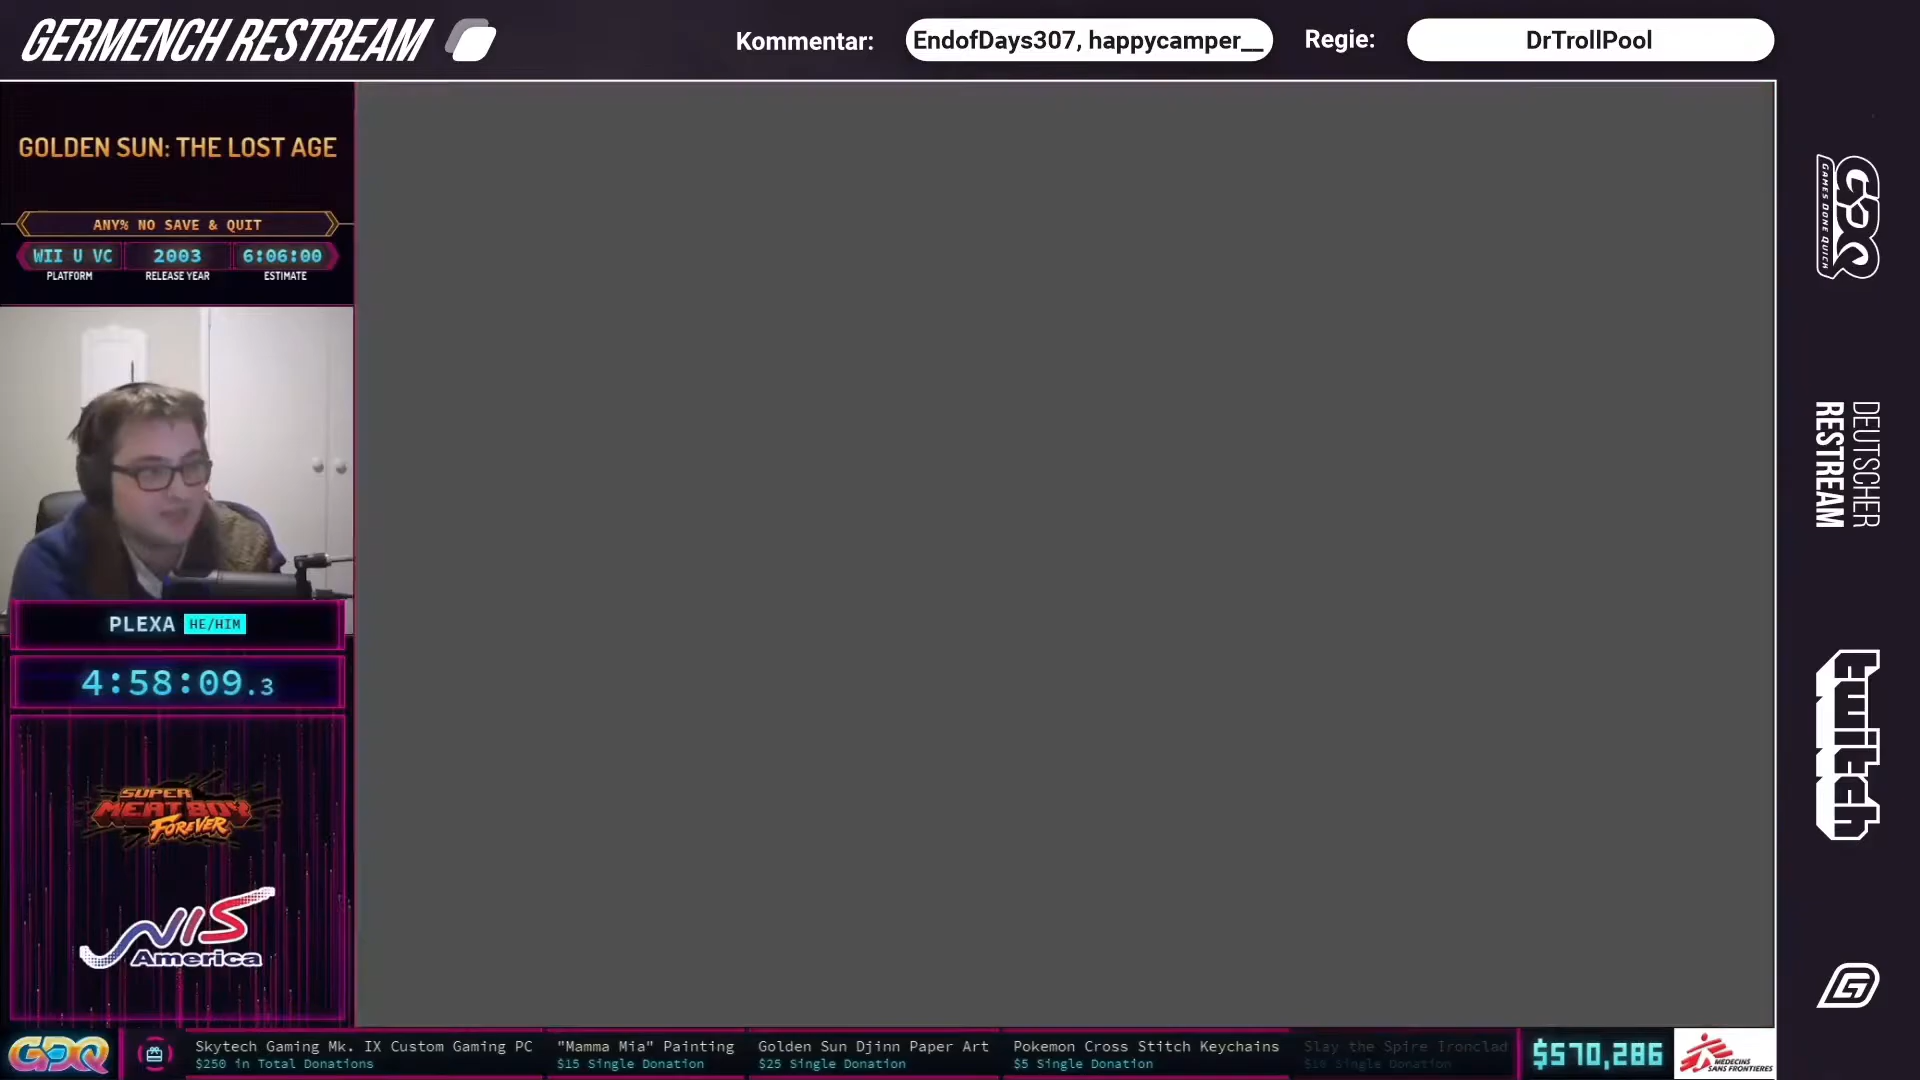 GERMENCH RESTREAM
Kommentar:
EndofDays307, happycamper__
Regie:
DrTrollPool
GOLDEN SUN: THE LOST AGE
ANY% NO SAVE & QUIT
WII U VC
2003
6:06:00
PLATFORM
RELEASE YEAR
ESTIMATE
PLEXA
HE/HIM
4:58:09.3
SUPER
MEAT BOY
FOREVER
NIS
America
GDQ
GAMES DONE QUICK
DEUTSCHER
RESTREAM
twitch
G
GDQ
Skytech Gaming Mk. IX Custom Gaming PC
$250 in Total Donations
"Mamma Mia" Painting
$15 Single Donation
Golden Sun Djinn Paper Art
$25 Single Donation
Pokemon Cross Stitch Keychains
$5 Single Donation
Slay the Spire Ironclad
$10 Single Donation
$570,286
MEDECINS
SANS FRONTIERES